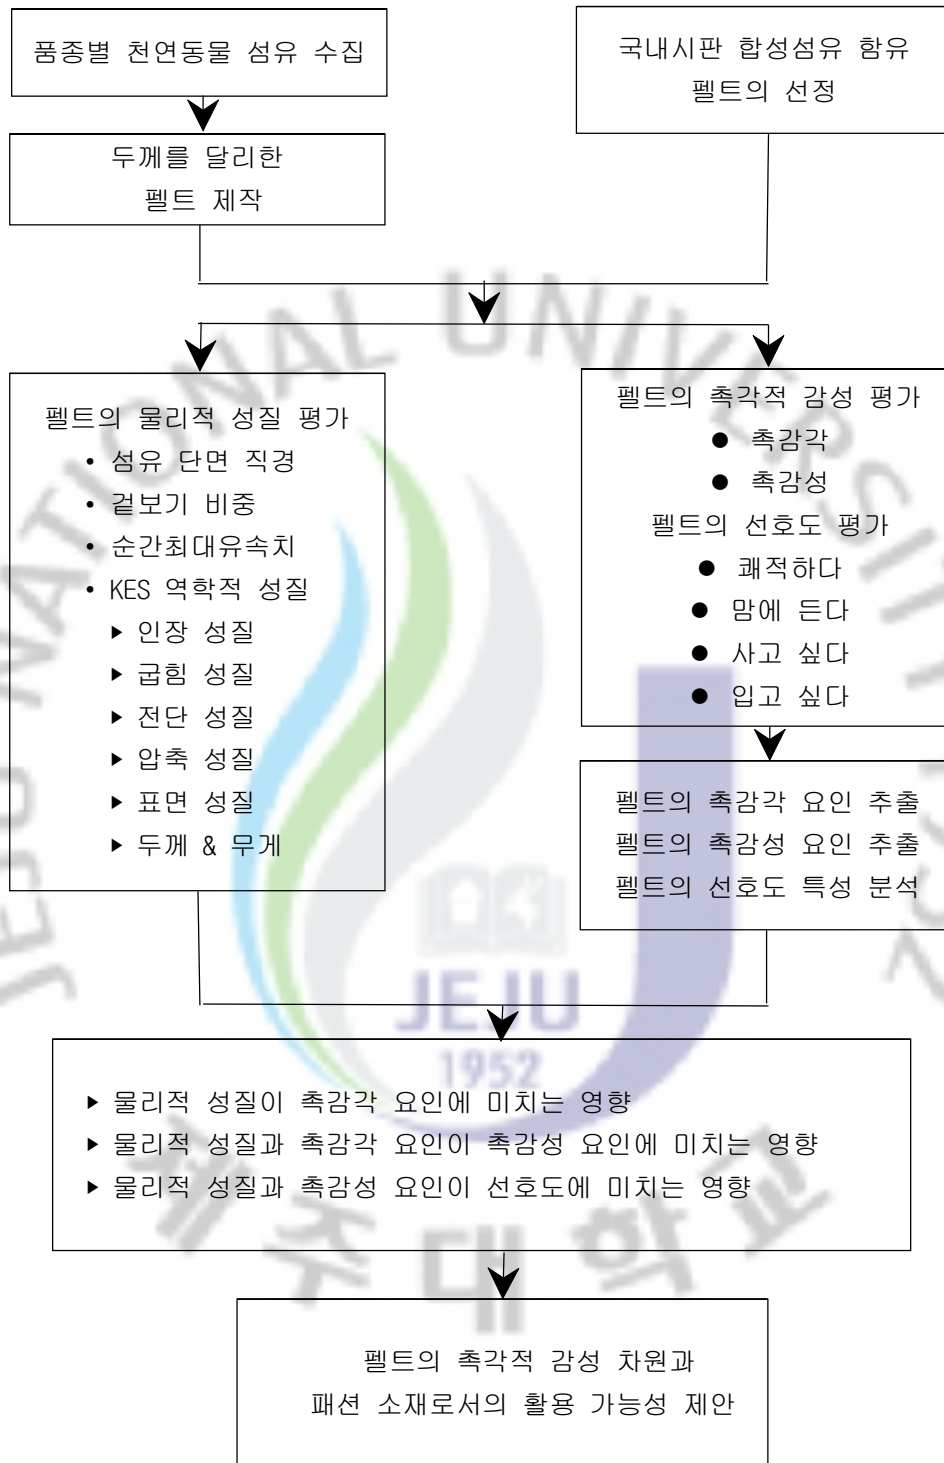 품종별 천연동물 섬유 수집
두께를 달리한
펠트 제작
국내시판 합성섬유 함유
펠트의 선정
펠트의 물리적 성질 평가
• 섬유 단면 직경
• 겉보기 비중
• 순간최대유속치
• KES 역학적 성질
▶ 인장 성질
▶ 굽힘 성질
▶ 전단 성질
▶ 압축 성질
▶ 표면 성질
▶ 두께 & 무게
펠트의 촉각적 감성 평가
● 촉감각
● 촉감성
펠트의 선호도 평가
● 쾌적하다
● 맘에 든다
● 사고 싶다
● 입고 싶다
펠트의 촉감각 요인 추출
펠트의 촉감성 요인 추출
펠트의 선호도 특성 분석
▶ 물리적 성질이 촉감각 요인에 미치는 영향
▶ 물리적 성질과 촉감각 요인이 촉감성 요인에 미치는 영향
▶ 물리적 성질과 촉감성 요인이 선호도에 미치는 영향
펠트의 촉각적 감성 차원과
패션 소재로서의 활용 가능성 제안
JEJU NATIONAL UNIVERSITY
JEJU
1952
제주대학교